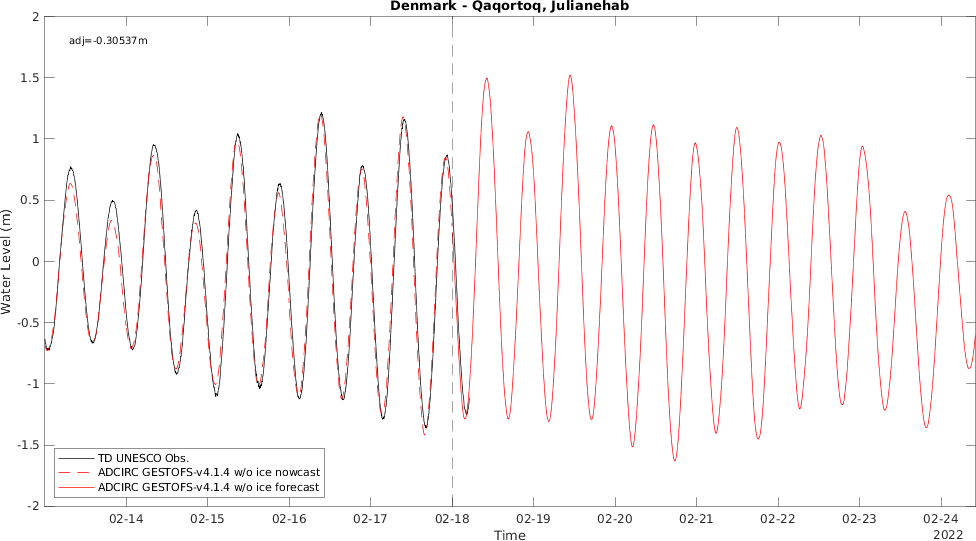 Denmark - Qaqortoq, Julianehab
adj=-0.30537m
2
1.5
1
0.5
0
-0.5
-1
-1.5
-2
Water Level (m)
TD UNESCO Obs.
ADCIRC GESTOFS-v4.1.4 w/o ice nowcast
ADCIRC GESTOFS-v4.1.4 w/o ice forecast
02-14 02-15 02-16 02-17 02-18 02-19 02-20 02-21 02-22 02-23 02-24
Time
2022